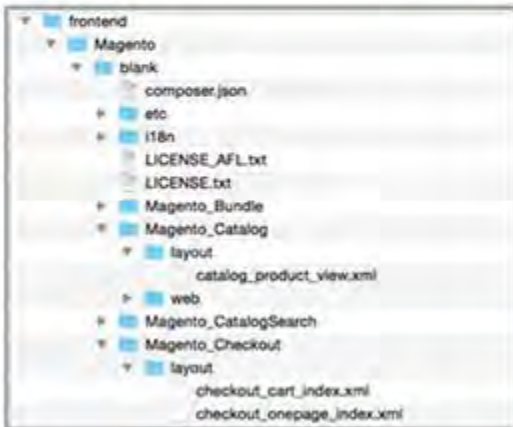 frontend
Magento
blank
composer.json
etc
i18n
LICENSE_AFL.txt
LICENSE.txt
Magento_Bundle
Magento_Catalog
layout
catalog_product_view.xml
web
Magento_CatalogSearch
Magento_Checkout
layout
checkout_cart_index.xml
checkout_onepage_index.xml